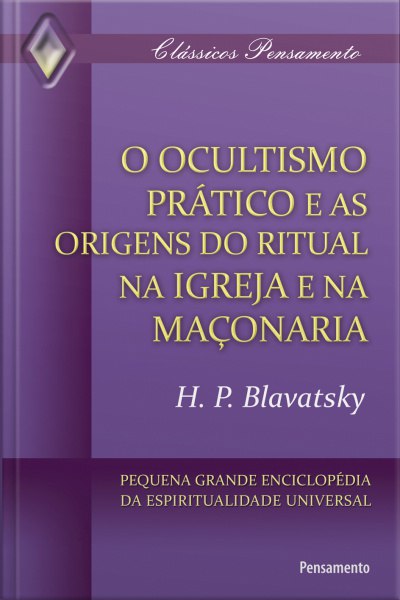 Clássicos Pensamento
O OCULTISMO
PRÁTICO E AS
ORIGENS DO RITUAL
NA IGREJA E NA
MAÇONARIA
H. P. Blavatsky
PEQUENA GRANDE ENCICLOPÉDIA
DA ESPIRITUALIDADE UNIVERSAL
Pensamento